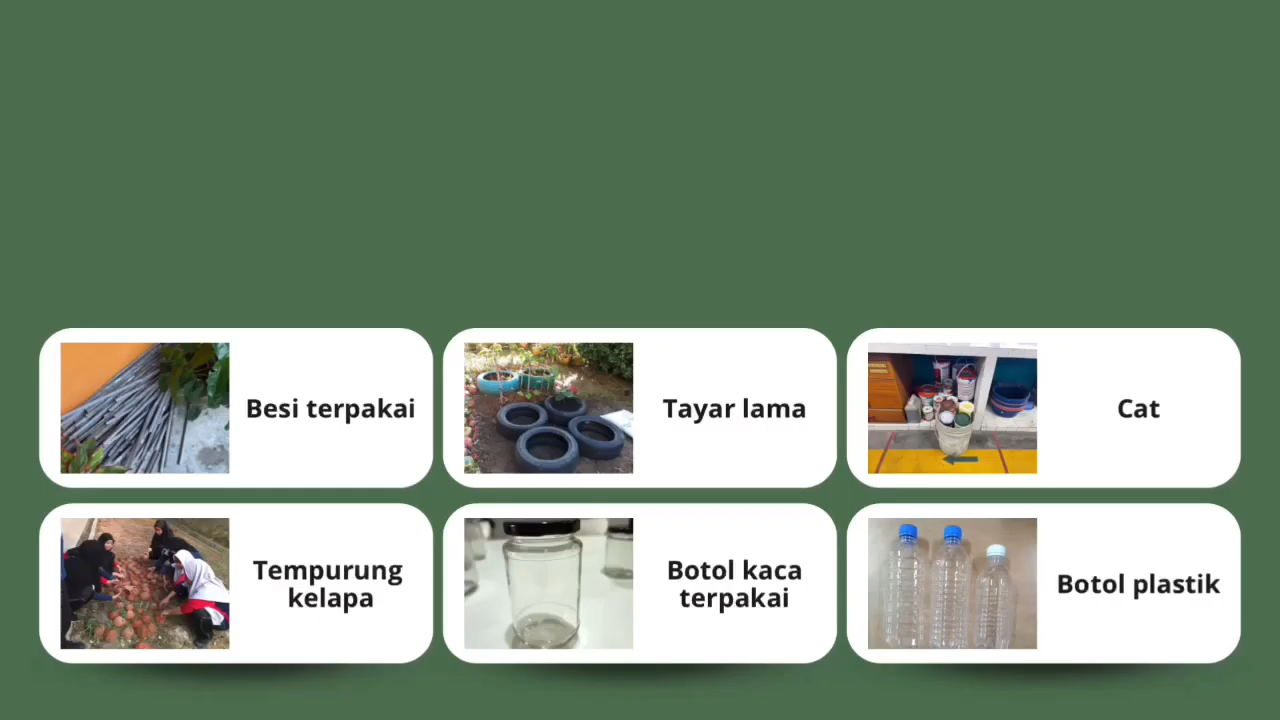 Besi terpakai
Tayar lama
Cat
Tempurung
kelapa
Botol kaca
terpakai
Botol plastik